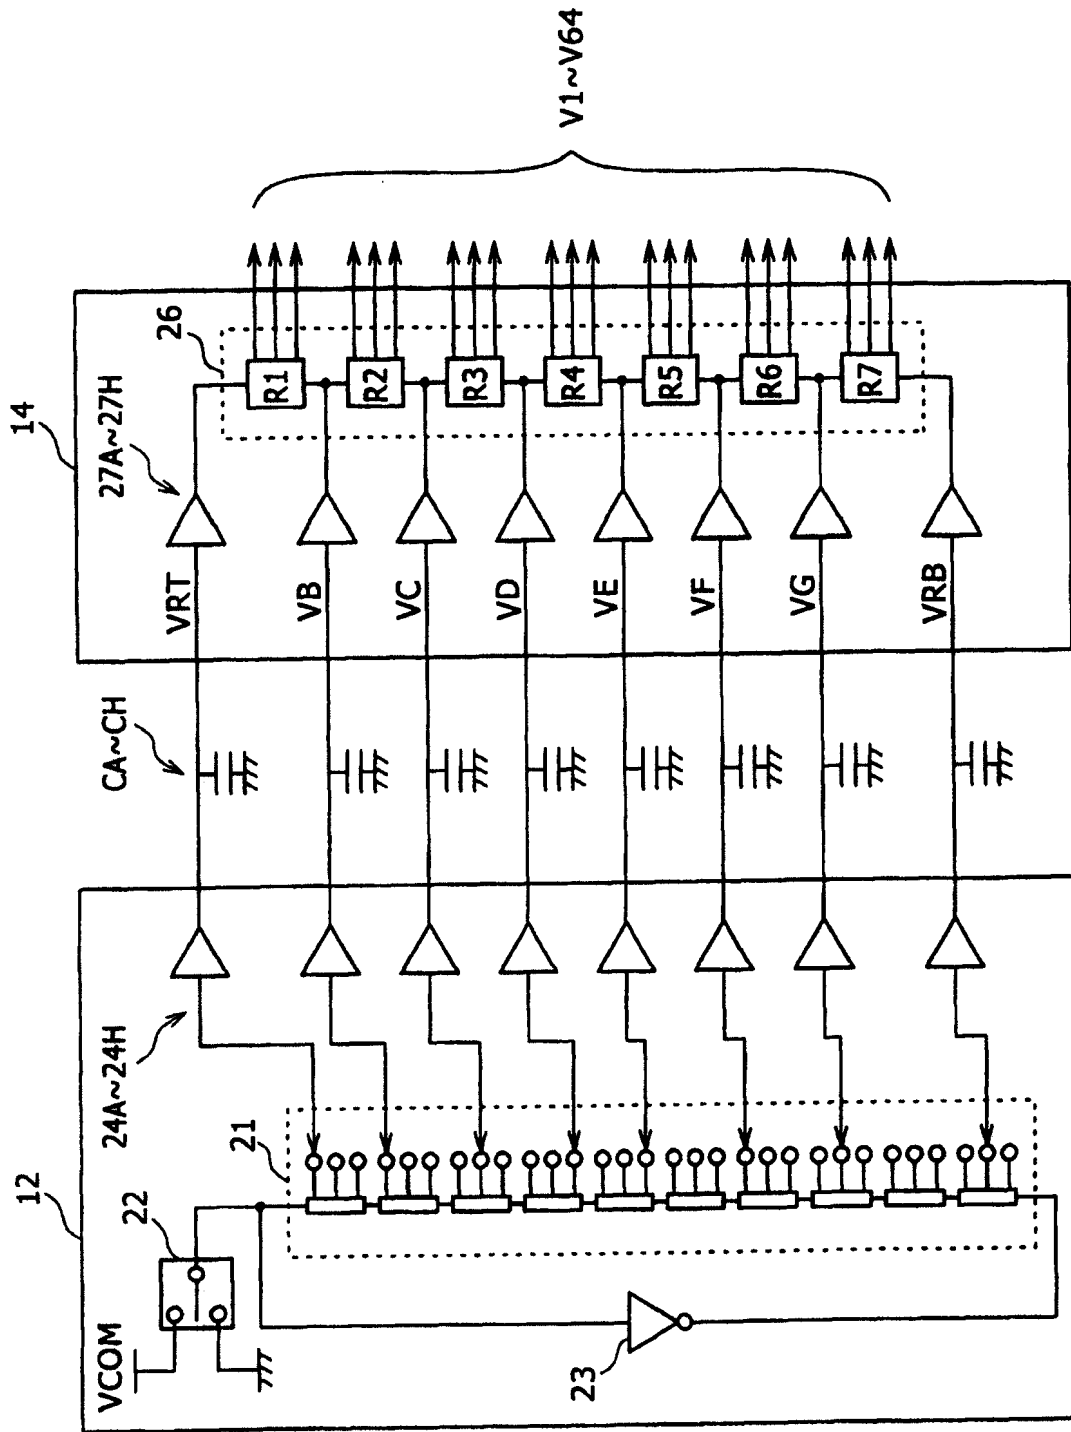 12
14
VCOM
22
24A~24H
CA~CH
27A~27H
26
21
23
VRT
VB
VC
VD
VE
VF
VG
VRB
R1
R2
R3
R4
R5
R6
R7
V1~V64